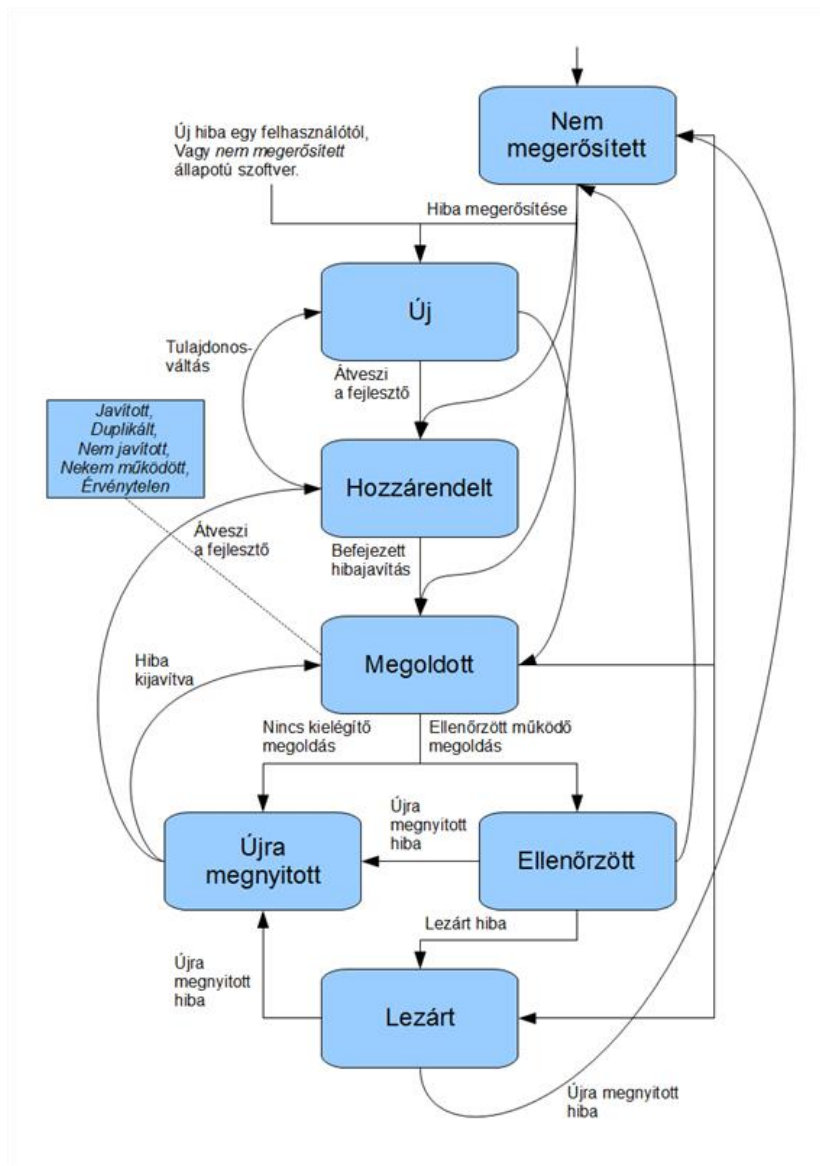 Nem
megerősített
Új hiba egy felhasználótól,
Vagy nem megerősített
állapotú szoftver.
Hiba megerősítése
Új
Tulajdonos-
váltás
Átveszi
a fejlesztő
Javított,
Duplikált,
Nem javított,
Nekem működött,
Érvénytelen
Hozzárendelt
Átveszi
a fejlesztő
Befejezett
hibajavítás
Megoldott
Hiba
kijavítva
Nincs kielégítő
megoldás
Ellenőrzött működő
megoldás
Újra
megnyitott
Újra
megnyitott
hiba
Ellenőrzött
Lezárt hiba
Újra
megnyitott
hiba
Lezárt
Újra megnyitott
hiba